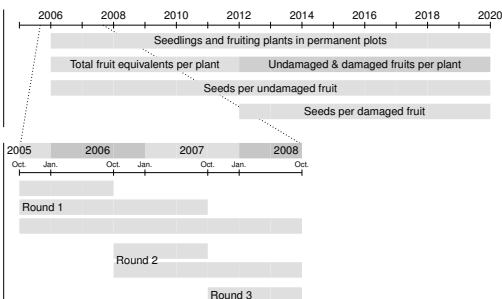 2006 2008 2010 2012 2014 2016 2018 2020
Seedlings and fruiting plants in permanent plots
Total fruit equivalents per plant Undamaged & damaged fruits per plant
Seeds per undamaged fruit
Seeds per damaged fruit
2005 2006 2007 2008
Oct. Jan. Oct. Jan. Oct. Jan. Oct.
Round 1
Round 2
Round 3